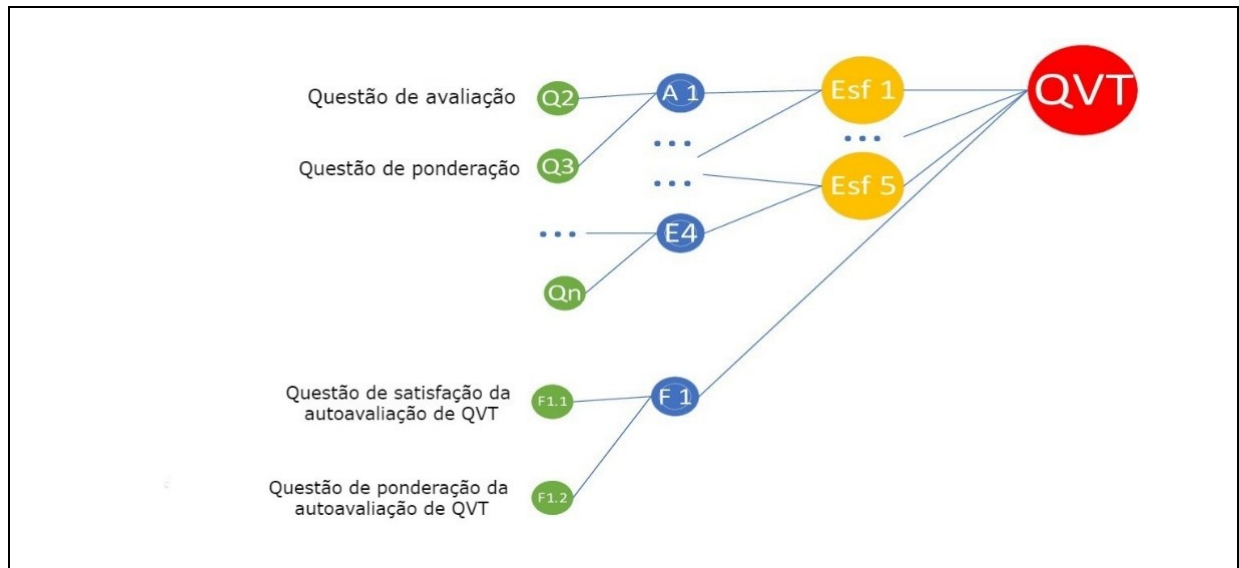 Questão de avaliação Q2 A 1 Esf 1 QVT
...
Questão de ponderação Q3 ...
... Esf 5
... E4
Qn
Questão de satisfação da
autoavaliação de QVT
F1.1 F 1
Questão de ponderação da
autoavaliação de QVT
F1.2